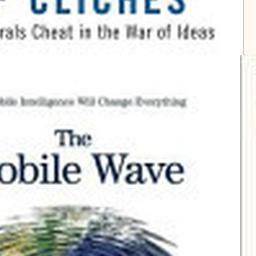 CLICHES
rals Cheat in the War of Ideas
bile Intelligence Will Change Everything
The
obile Wave